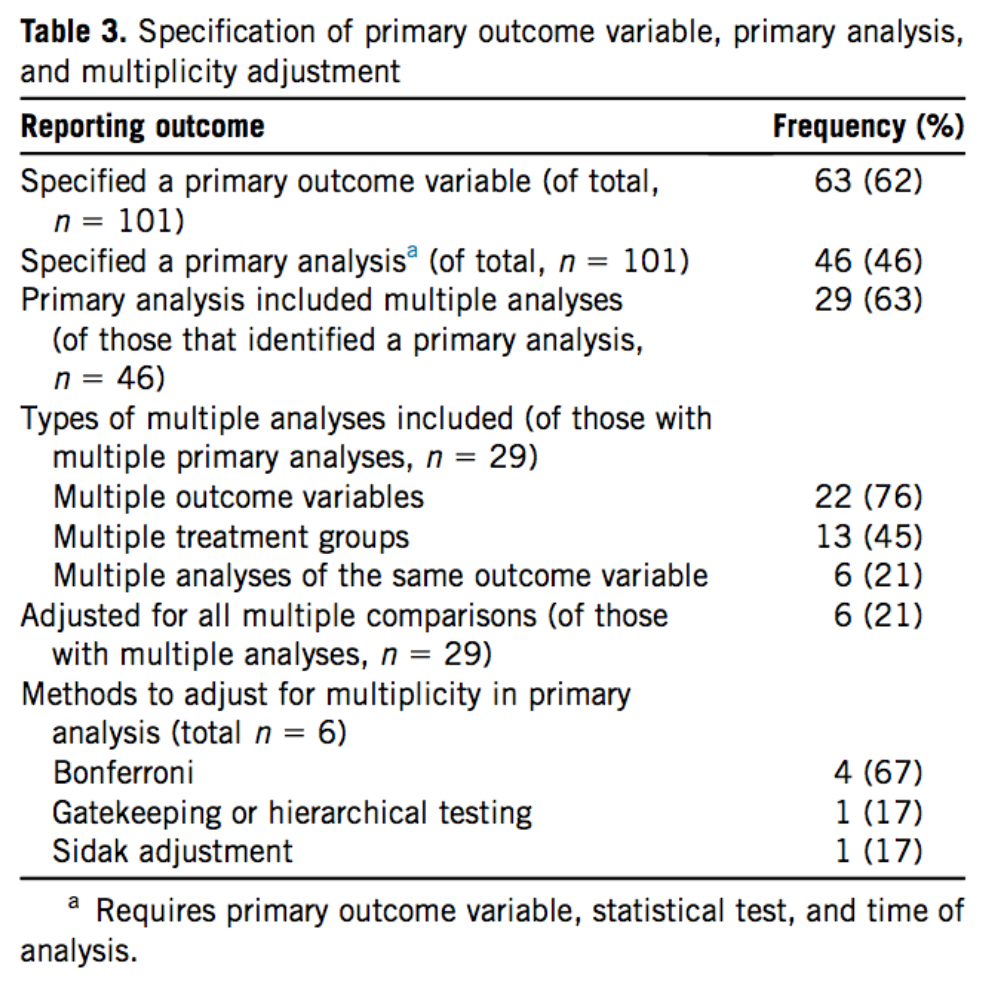 Table 3. Specification of primary outcome variable, primary analysis,
and multiplicity adjustment
Reporting outcome Frequency (%)
Specified a primary outcome variable (of total, 63 (62)
n = 101)
Specified a primary analysisᵃ (of total, n = 101) 46 (46)
Primary analysis included multiple analyses 29 (63)
(of those that identified a primary analysis,
n = 46)
Types of multiple analyses included (of those with
multiple primary analyses, n = 29)
Multiple outcome variables 22 (76)
Multiple treatment groups 13 (45)
Multiple analyses of the same outcome variable 6 (21)
Adjusted for all multiple comparisons (of those 6 (21)
with multiple analyses, n = 29)
Methods to adjust for multiplicity in primary
analysis (total n = 6)
Bonferroni 4 (67)
Gatekeeping or hierarchical testing 1 (17)
Sidak adjustment 1 (17)
ᵃ Requires primary outcome variable, statistical test, and time of
analysis.